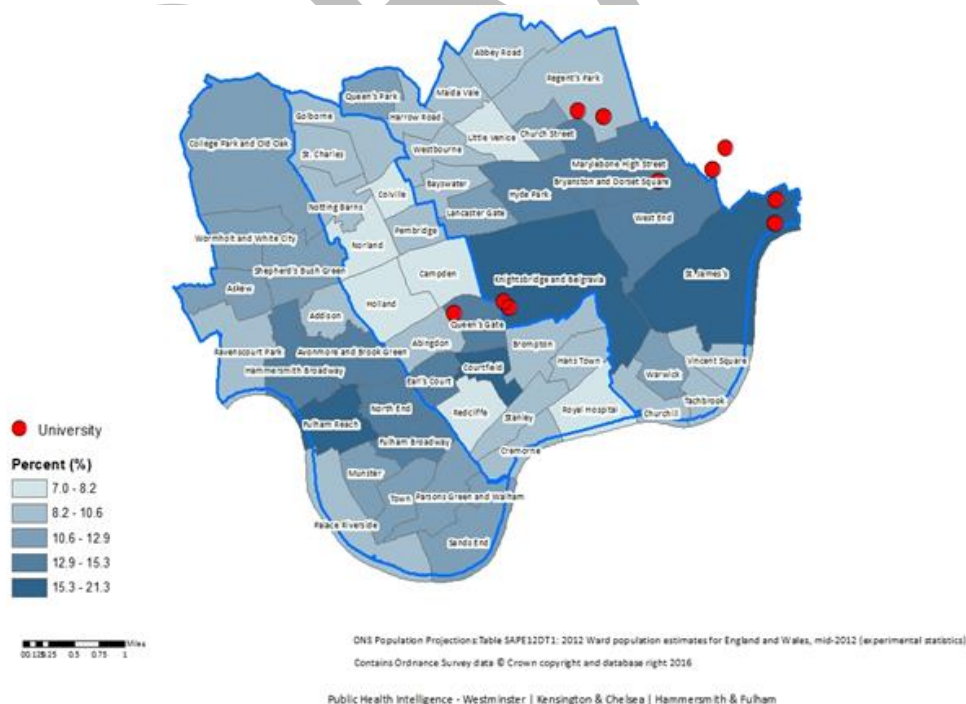 Abbey Road
Regent's Park
Maida Vale
Queen's Park
Harrow Road
Golborne
Little Venice
Church Street
College Park and Old Oak
Westbourne
St. Charles
Marylebone High Street
Bayswater
Bryanston and Dorset Square
Colville
Hyde Park
Notting Barns
Lancaster Gate
West End
Pembridge
Wormholt and White City
Norland
Shepherd's Bush Green
Campden
St. James's
Knightsbridge and Belgravia
Askew
Holland
Addison
Queen's Gate
Abingdon
Brompton
Ravenscourt Park
Avonmore and Brook Green
Hans Town
Vincent Square
Hammersmith Broadway
Courtfield
Warwick
Earl's Court
Tachbrook
North End
Redcliffe
Royal Hospital
Churchill
Stanley
Fulham Reach
Fulham Broadway
Cremorne
Munster
Town
Parsons Green and Walham
Palace Riverside
Sands End
University
Percent (%)
7.0 - 8.2
8.2 - 10.6
10.6 - 12.9
12.9 - 15.3
15.3 - 21.3
Miles
0.5 0.75 1
ONS Population Projections:Table SAPE12DT1: 2012 Ward population estimates for England and Wales, mid-2012 (experimental statistics)
Contains Ordnance Survey data © Crown copyright and database right 2016
Public Health Intelligence - Westminster | Kensington & Chelsea | Hammersmith & Fulham